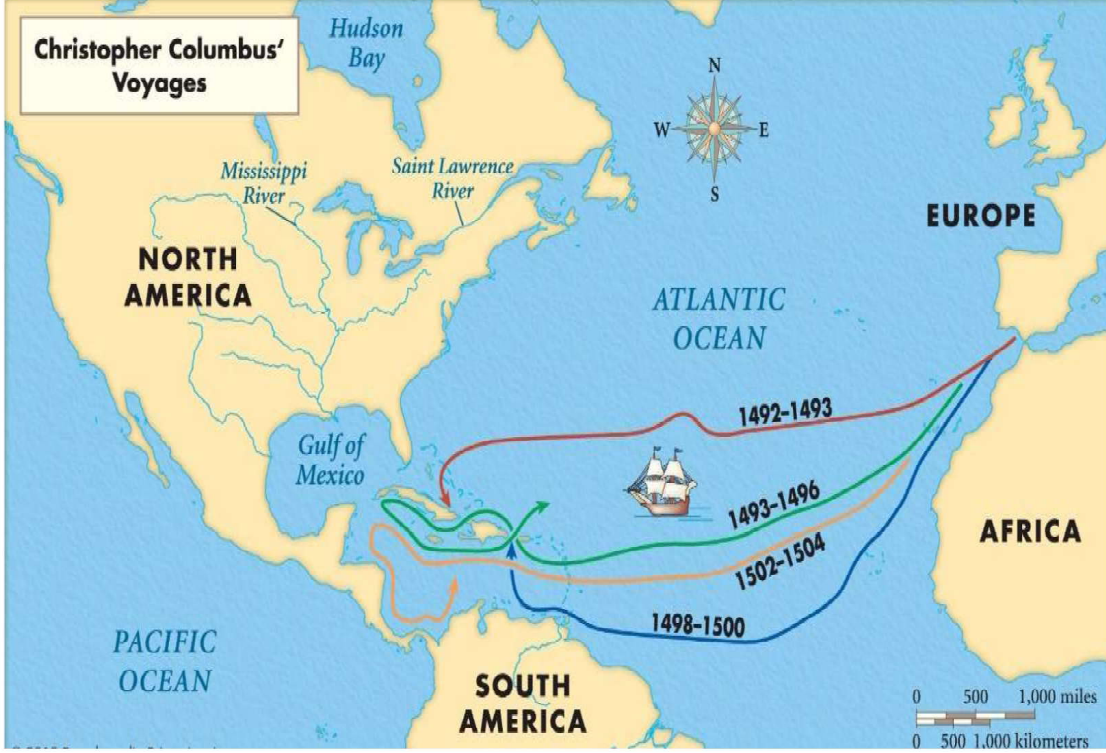 Christopher Columbus’
Voyages
Hudson
Bay
N
W
E
S
Mississippi
River
Saint Lawrence
River
EUROPE
NORTH
AMERICA
ATLANTIC
OCEAN
1492–1493
Gulf of
Mexico
1493–1496
AFRICA
1502–1504
1498–1500
PACIFIC
OCEAN
SOUTH
AMERICA
0 500 1,000 miles
0 500 1,000 kilometers